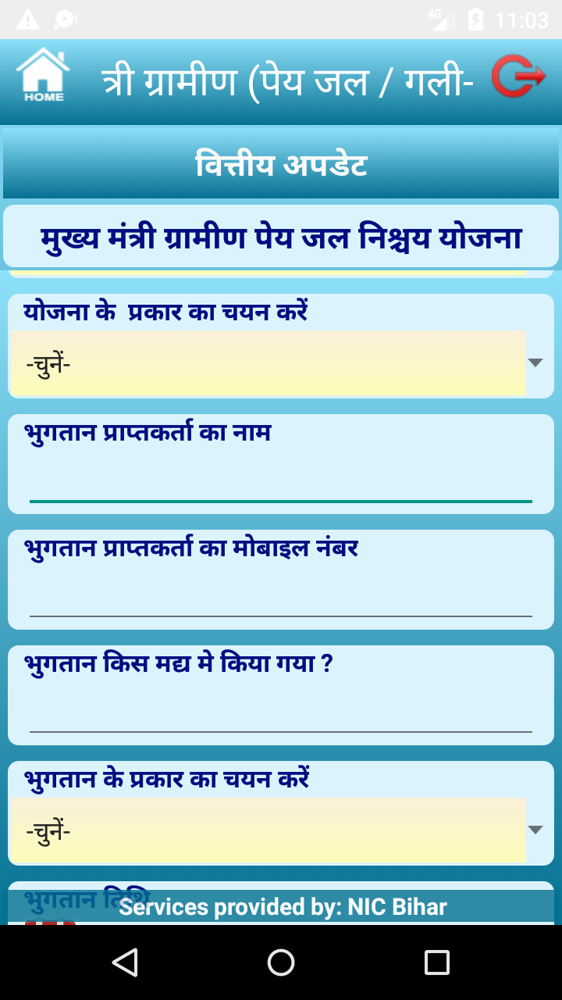 4G 11:03
HOME
त्री ग्रामीण (पेय जल / गली-
वित्तीय अपडेट
मुख्य मंत्री ग्रामीण पेय जल निश्चय योजना
योजना के  प्रकार का चयन करें
-चुनें-
भुगतान प्राप्तकर्ता का नाम
भुगतान प्राप्तकर्ता का मोबाइल नंबर
भुगतान किस मद्य मे किया गया ?
भुगतान के प्रकार का चयन करें
-चुनें-
भुगतान तिथि
Services provided by: NIC Bihar